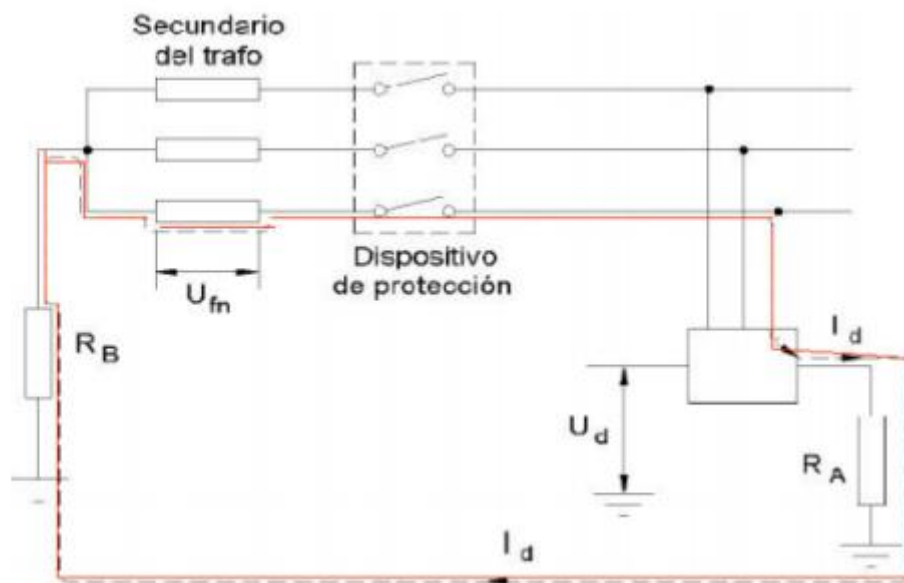 Secundario
del trafo
Dispositivo
de protección
U fn
R B
I d
U d
R A
I d